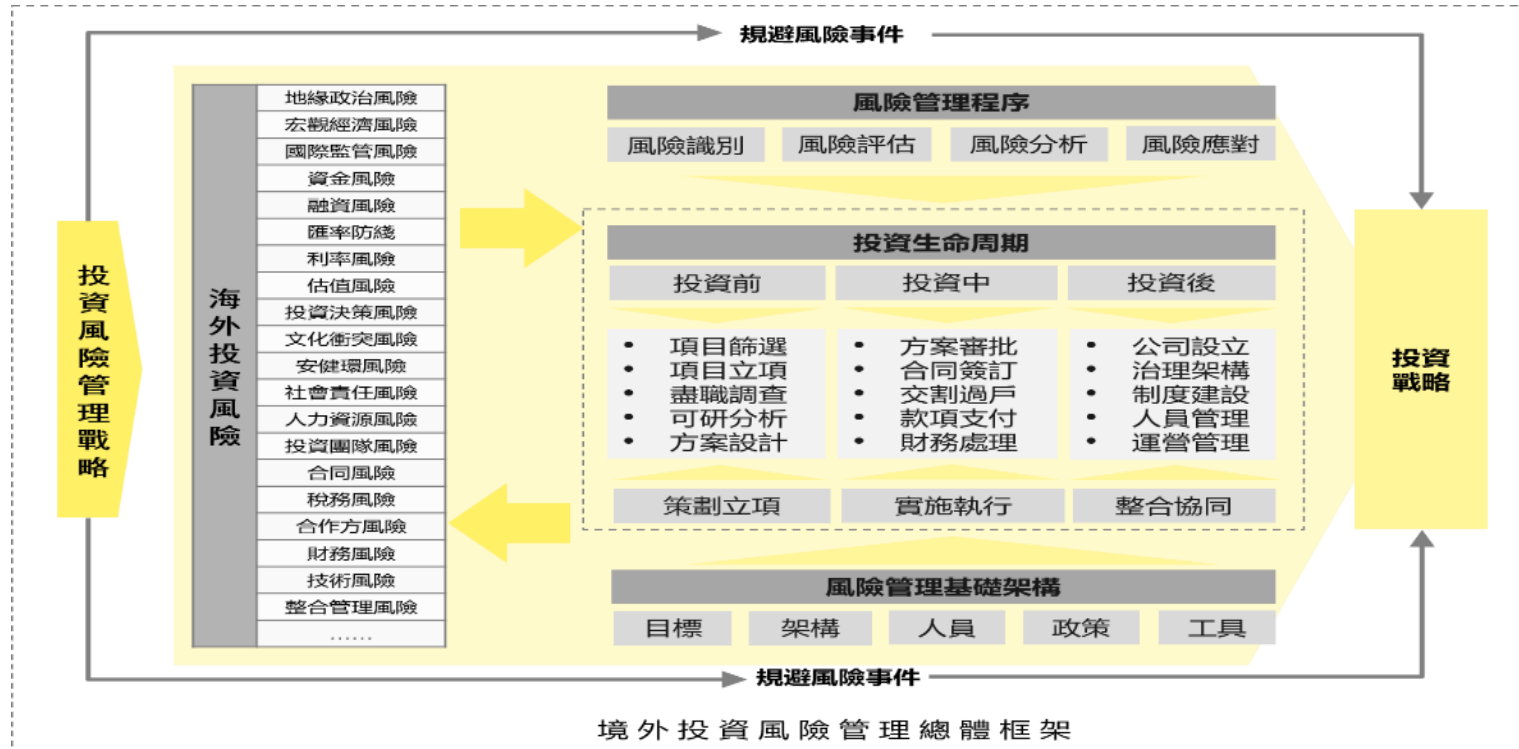 規避風險事件
投資風險管理戰略
海外投資風險
地緣政治風險
宏觀經濟風險
國際監管風險
資金風險
融資風險
匯率防綫
利率風險
估值風險
投資決策風險
文化衝突風險
安健環風險
社會責任風險
人力資源風險
投資團隊風險
合同風險
稅務風險
合作方風險
財務風險
技術風險
整合管理風險
……
風險管理程序
風險識別 風險評估 風險分析 風險應對
投資生命周期
投資前 投資中 投資後
• 項目篩選
• 項目立項
• 盡職調查
• 可研分析
• 方案設計
• 方案審批
• 合同簽訂
• 交割過戶
• 款項支付
• 財務處理
• 公司設立
• 治理架構
• 制度建設
• 人員管理
• 運營管理
策劃立項 實施執行 整合協同
風險管理基礎架構
目標 架構 人員 政策 工具
投資
戰略
規避風險事件
境外投資風險管理總體框架